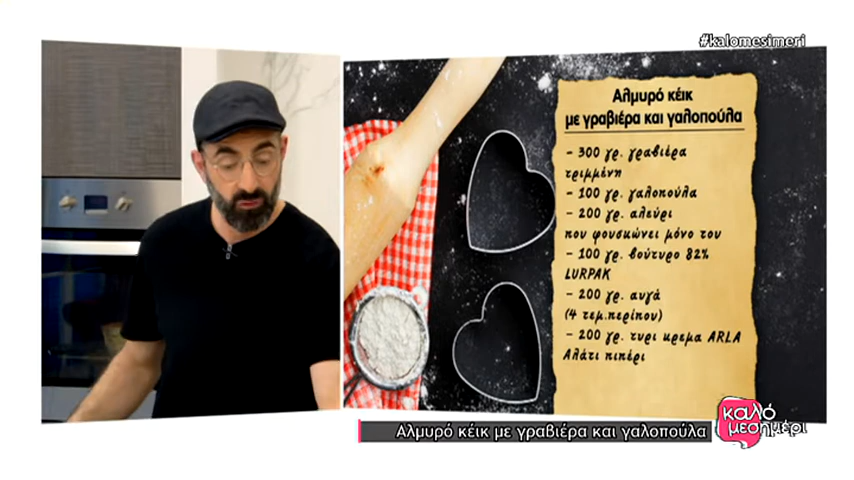 #kalomesimeri
Αλμυρό κέικ
με γραβιέρα και γαλοπούλα
- 300 γρ. γραβιέρα
τριμμένη
- 100 γρ. γαλοπούλα
- 200 γρ. αλεύρι
που φουσκώνει μόνο του
- 100 γρ. βούτυρο 82%
LURPAK
- 200 γρ. αυγά
(4 τεμ.περίπου)
- 200 γρ. τυρι κρεμα ARLA
Αλάτι πιπέρι
Αλμυρό κέικ με γραβιέρα και γαλοπούλα
καλό
μεσημέρι